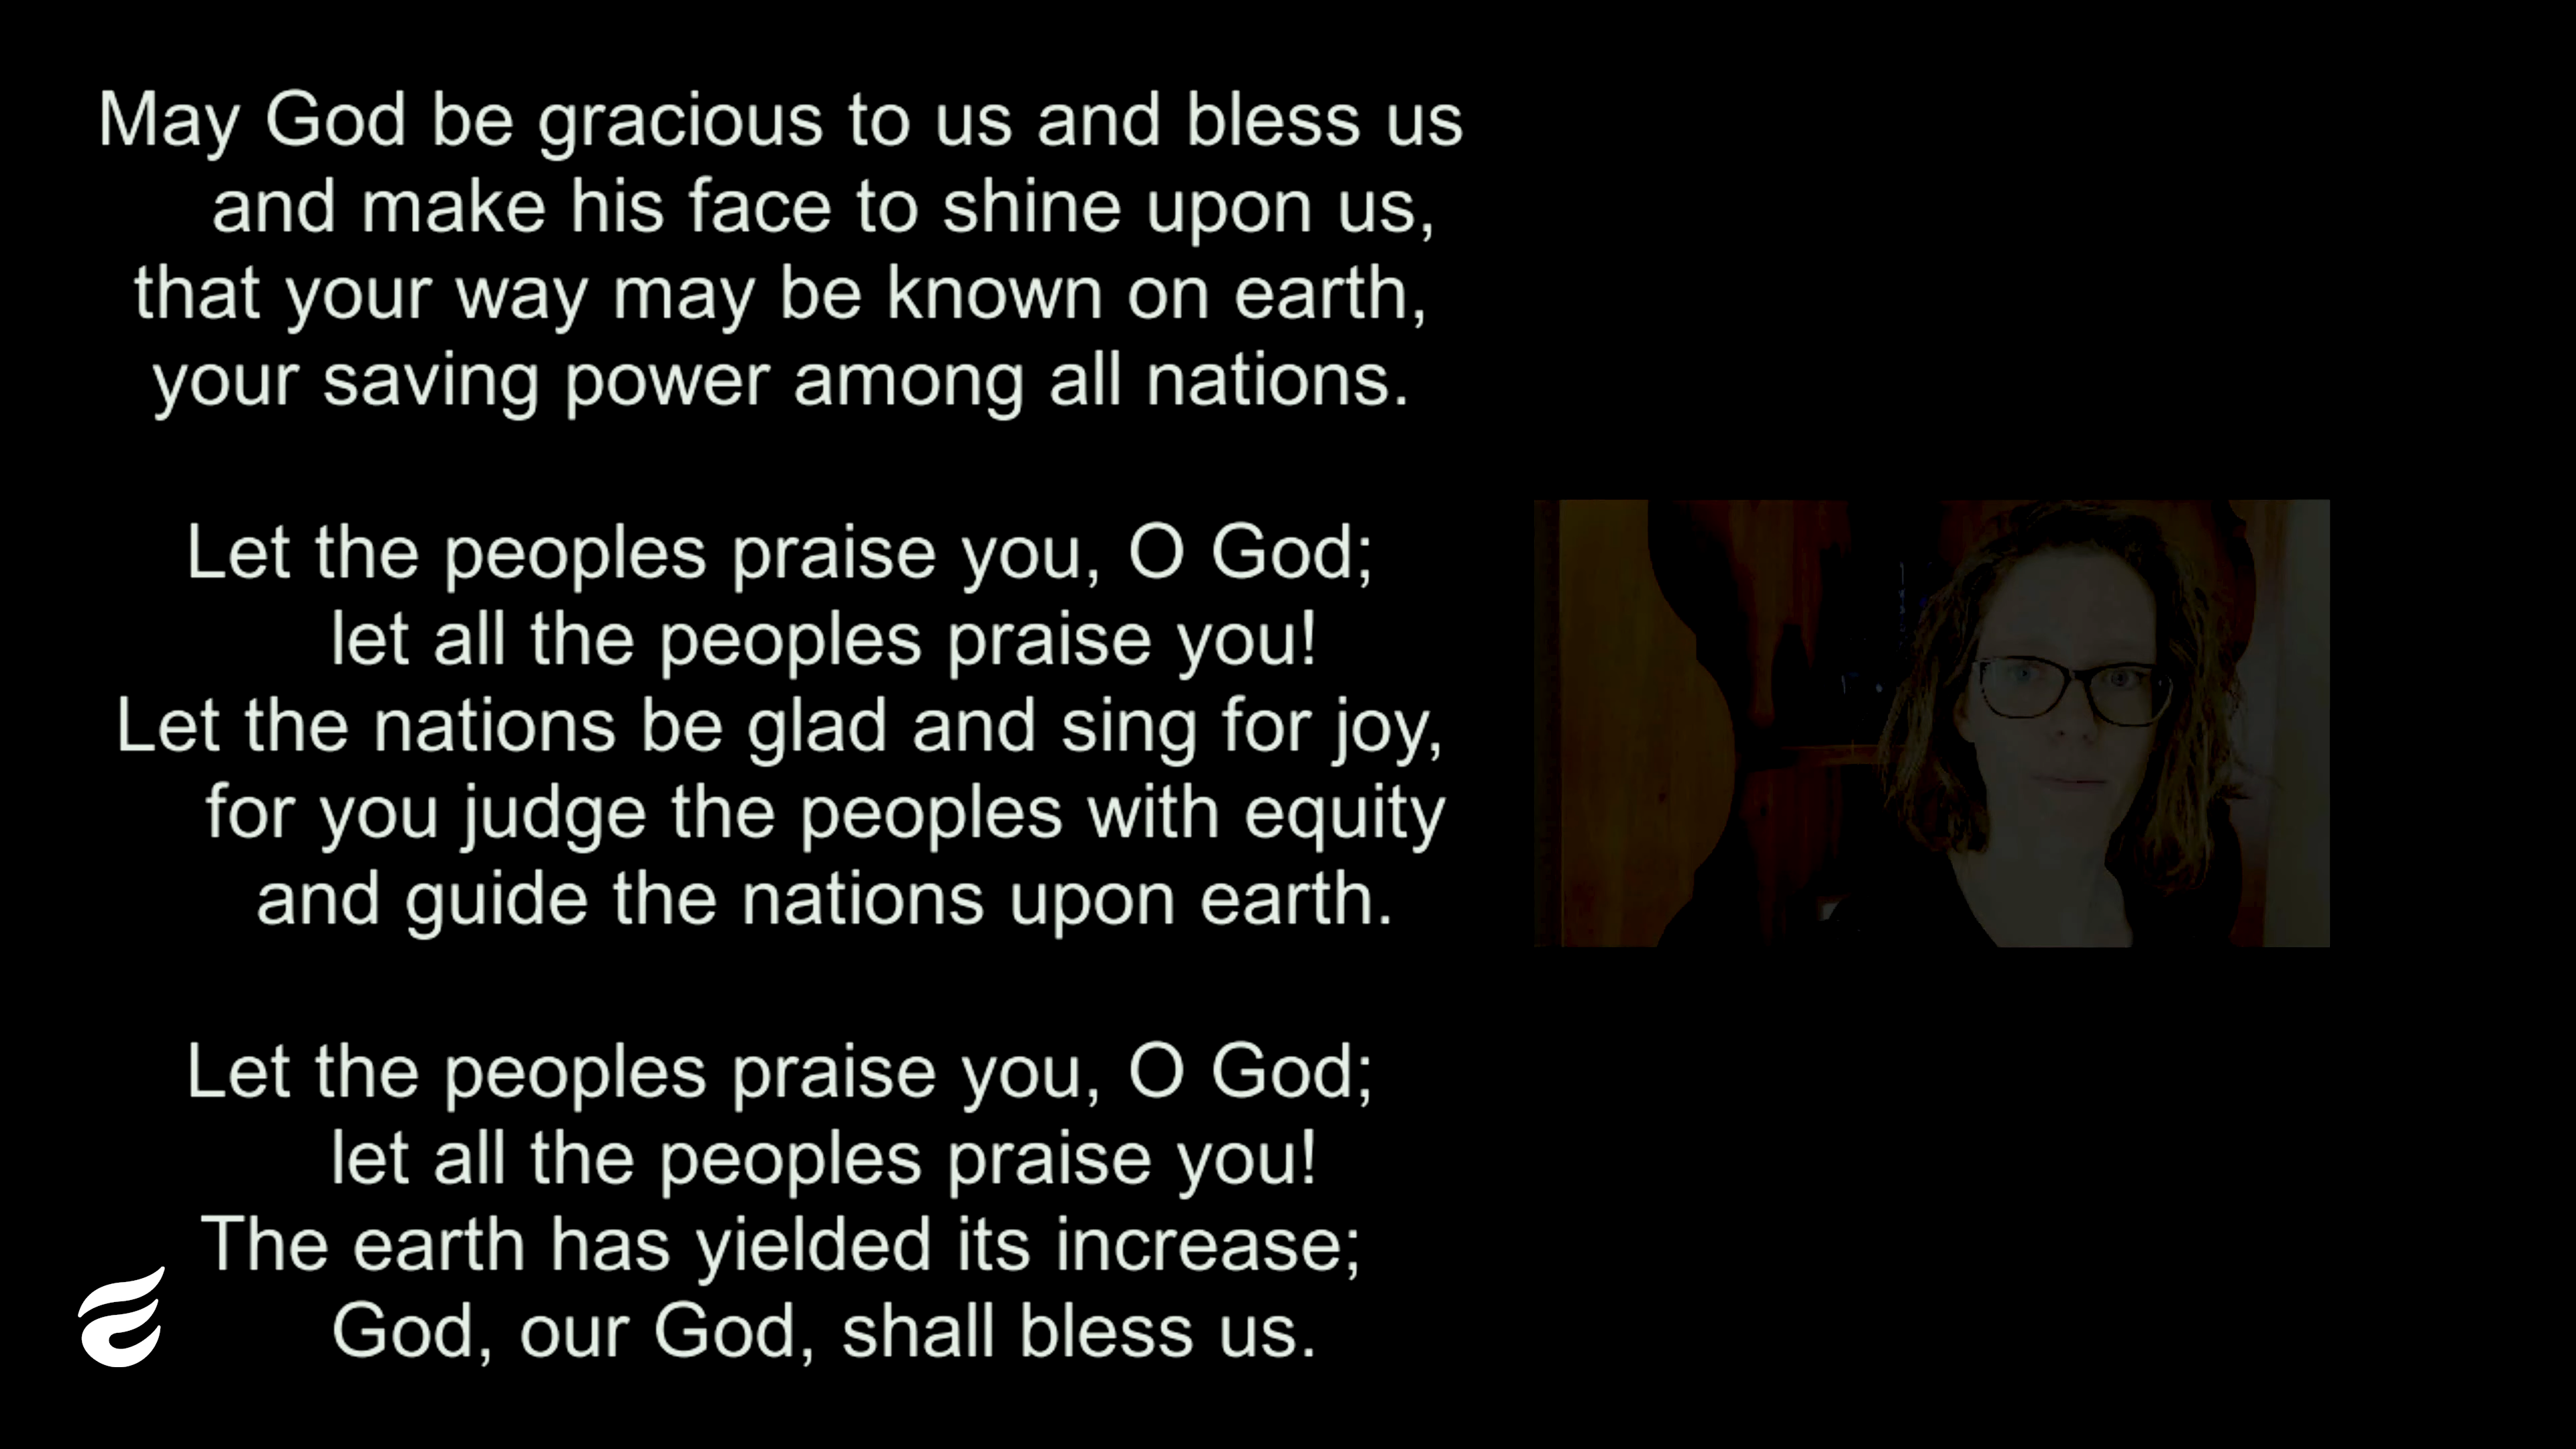 May God be gracious to us and bless us
and make his face to shine upon us,
that your way may be known on earth,
your saving power among all nations.
Let the peoples praise you, O God;
let all the peoples praise you!
Let the nations be glad and sing for joy,
for you judge the peoples with equity
and guide the nations upon earth.
Let the peoples praise you, O God;
let all the peoples praise you!
The earth has yielded its increase;
God, our God, shall bless us.